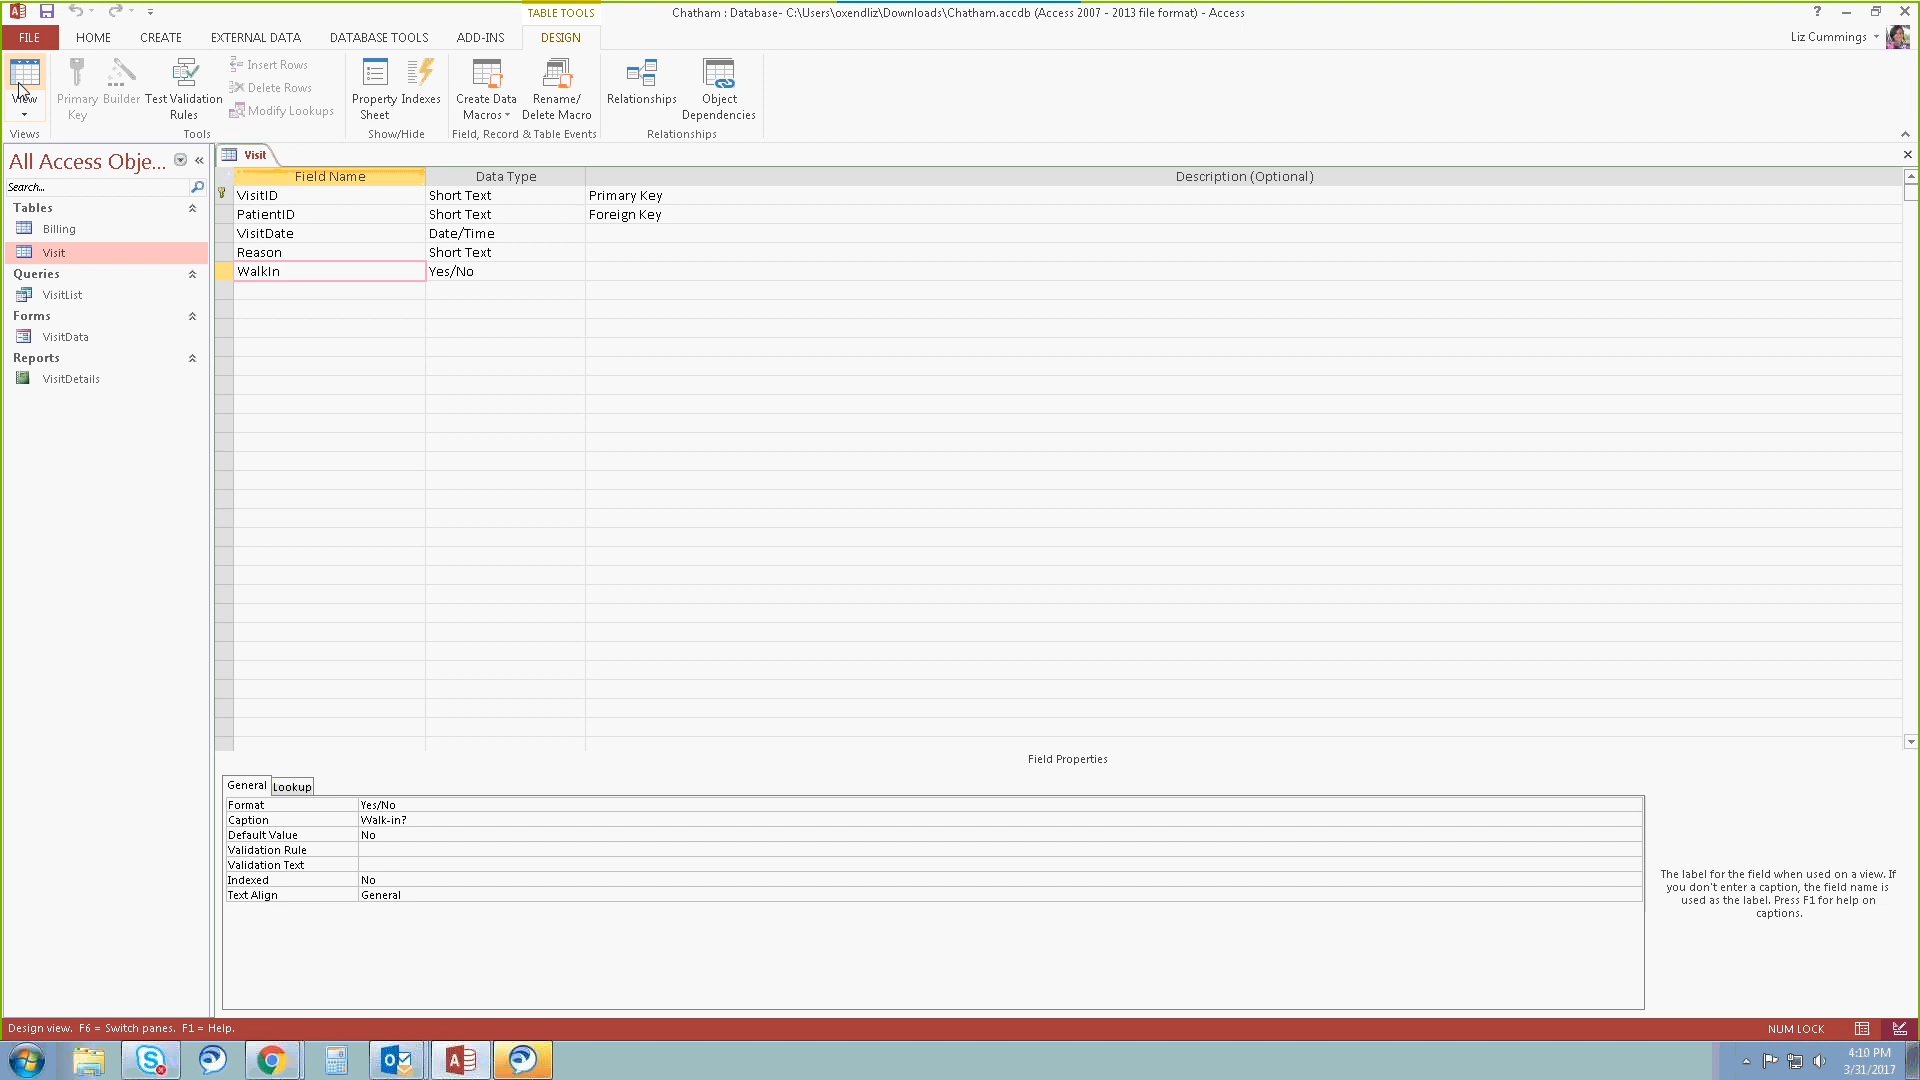 TABLE TOOLS
Chatham : Database- C:\Users\oxendliz\Downloads\Chatham.accdb (Access 2007 - 2013 file format) - Access
FILE HOME CREATE EXTERNAL DATA DATABASE TOOLS ADD-INS DESIGN
Liz Cummings
View
Primary Key
Builder
Test Validation Rules
Insert Rows
Delete Rows
Modify Lookups
Property Sheet
Indexes
Create Data Macros
Rename/ Delete Macro
Relationships
Object Dependencies
Views
Tools
Show/Hide
Field, Record & Table Events
Relationships
All Access Obje...
Search...
Tables
Billing
Visit
Queries
VisitList
Forms
VisitData
Reports
VisitDetails
Visit
Field Name Data Type Description (Optional)
VisitID Short Text Primary Key
PatientID Short Text Foreign Key
VisitDate Date/Time
Reason Short Text
WalkIn Yes/No
Field Properties
General Lookup
Format Yes/No
Caption Walk-in?
Default Value No
Validation Rule
Validation Text
Indexed No
Text Align General
The label for the field when used on a view. If
you don't enter a caption, the field name is
used as the label. Press F1 for help on
captions.
Design view. F6 = Switch panes. F1 = Help.
NUM LOCK
4:10 PM
3/31/2017